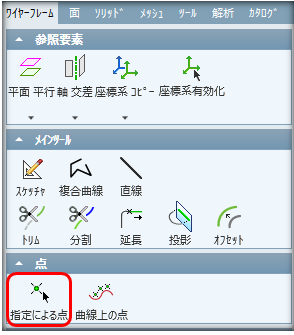 ﾜｲﾔｰﾌﾚｰﾑ 面 ｿﾘｯﾄﾞ ﾒｯｼｭ ﾂｰﾙ 解析 ｶﾀﾛｸﾞ
参照要素
平面 平行 軸 交差 座標系 ｺﾋﾟｰ 座標系有効化
ﾒｲﾝﾂｰﾙ
ｽｹｯﾁｬ 複合曲線 直線
ﾄﾘﾑ 分割 延長 投影 ｵﾌｾｯﾄ
点
指定による点 曲線上の点